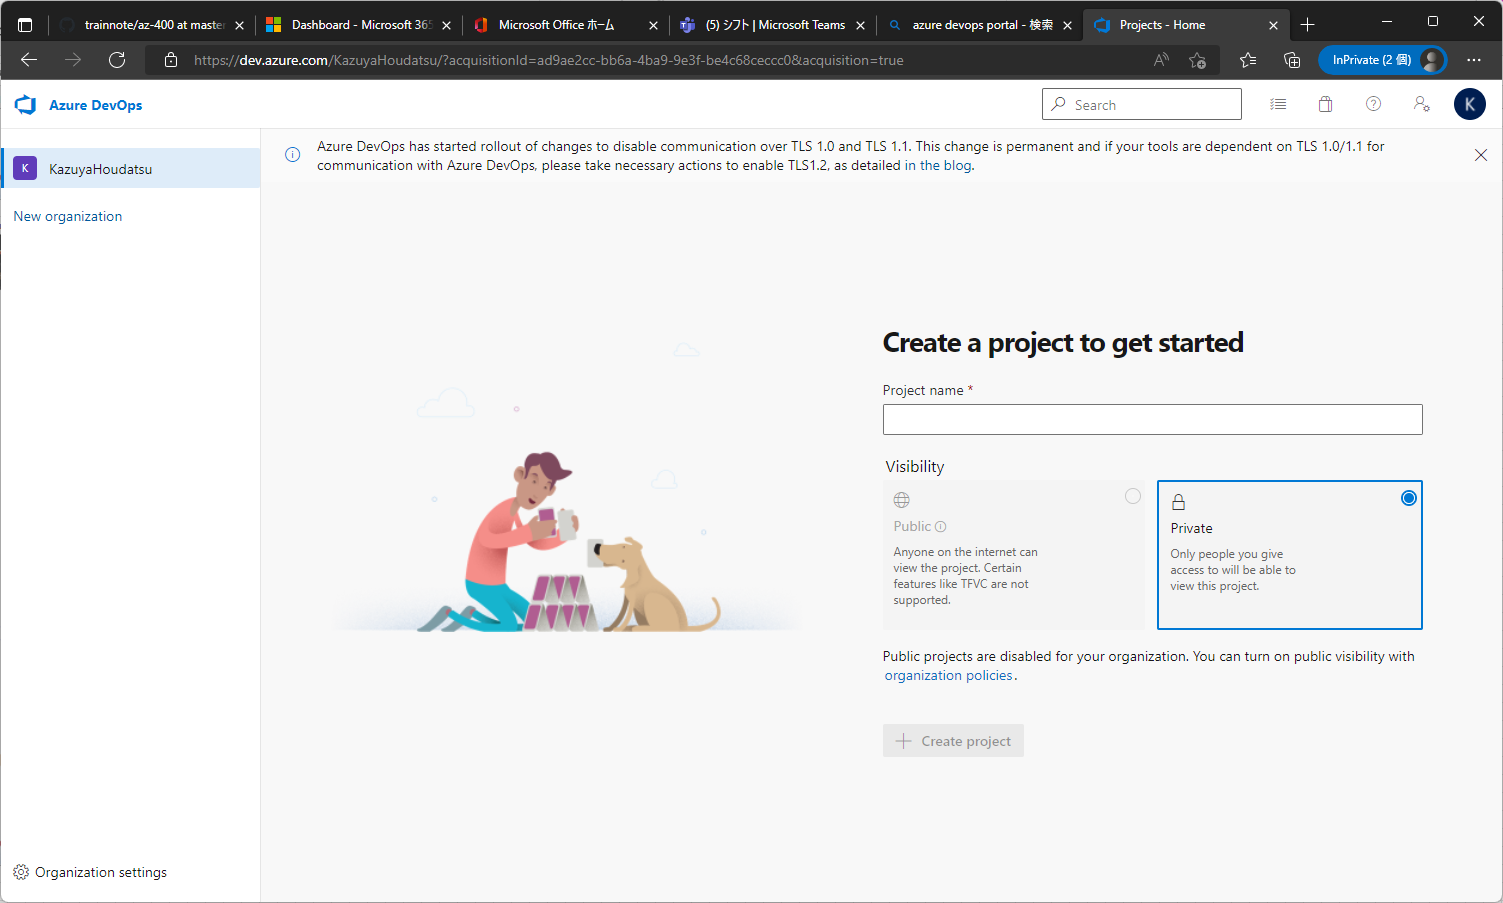 trainnote/az-400 at master
Dashboard - Microsoft 365
Microsoft Office ホーム
(5) シフト | Microsoft Teams
azure devops portal - 検索
Projects - Home
https://dev.azure.com/KazuyaHoudatsu/?acquisitionId=ad9ae2cc-bb6a-4ba9-9e3f-be4c68ceccc0&acquisition=true
InPrivate (2 個)
Azure DevOps
Search
K
K KazuyaHoudatsu
New organization
Azure DevOps has started rollout of changes to disable communication over TLS 1.0 and TLS 1.1. This change is permanent and if your tools are dependent on TLS 1.0/1.1 for
communication with Azure DevOps, please take necessary actions to enable TLS1.2, as detailed in the blog.
Create a project to get started
Project name *
Visibility
Public
Anyone on the internet can
view the project. Certain
features like TFVC are not
supported.
Private
Only people you give
access to will be able to
view this project.
Public projects are disabled for your organization. You can turn on public visibility with
organization policies.
Create project
Organization settings